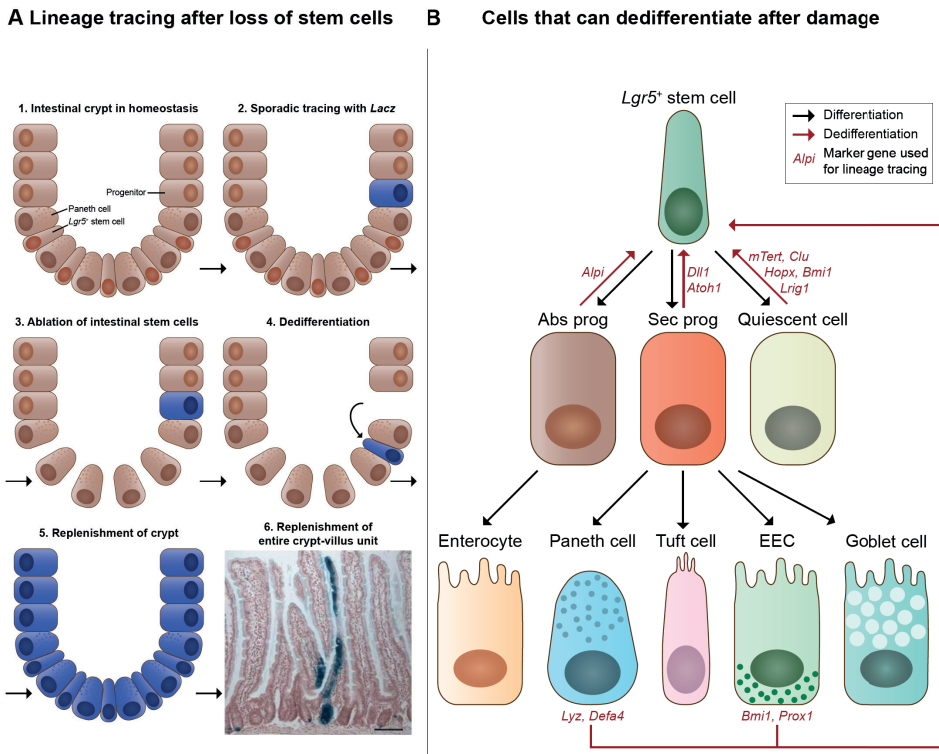 A Lineage tracing after loss of stem cells
1. Intestinal crypt in homeostasis
2. Sporadic tracing with Lacz
Progenitor
Paneth cell
Lgr5+ stem cell
3. Ablation of intestinal stem cells
4. Dedifferentiation
5. Replenishment of crypt
6. Replenishment of
entire crypt-villus unit
B Cells that can dedifferentiate after damage
Lgr5+ stem cell
Differentiation
Dedifferentiation
Alpi Marker gene used
for lineage tracing
Alpi
Dll1
Atoh1
mTert, Clu
Hopx, Bmi1
Lrig1
Abs prog
Sec prog
Quiescent cell
Enterocyte
Paneth cell
Tuft cell
EEC
Goblet cell
Lyz, Defa4
Bmi1, Prox1